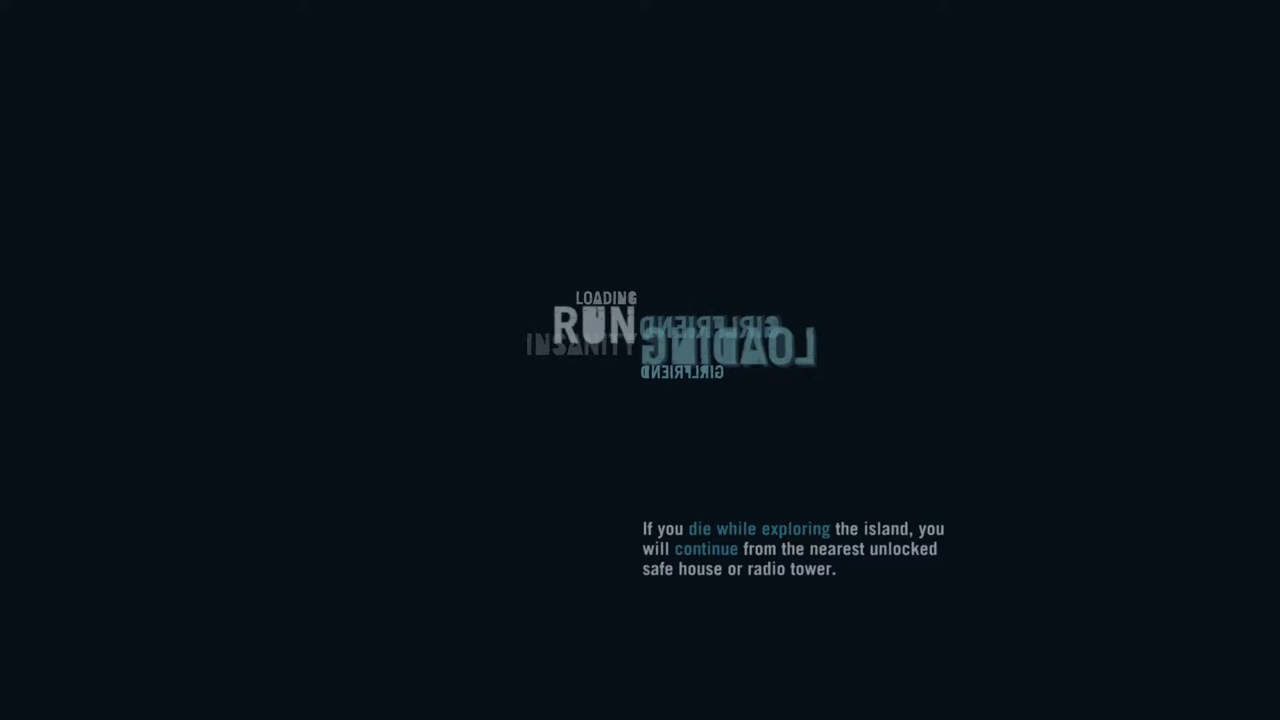 LOADING
RUN
GIRLFRIEND
INSANITY
LOADING
GIRLFRIEND
If you die while exploring the island, you
will continue from the nearest unlocked
safe house or radio tower.